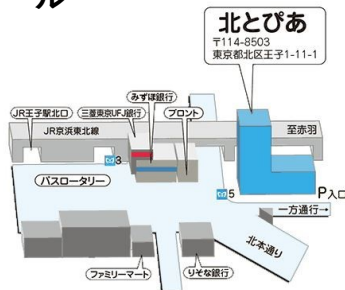 ル
北とぴあ
〒114-8503
東京都北区王子1-11-1
みずほ銀行
JR王子駅北口
三菱東京UFJ銀行
プロント
JR京浜東北線
至赤羽
3
バスロータリー
5
P入口
一方通行→
北本通り
ファミリーマート
りそな銀行